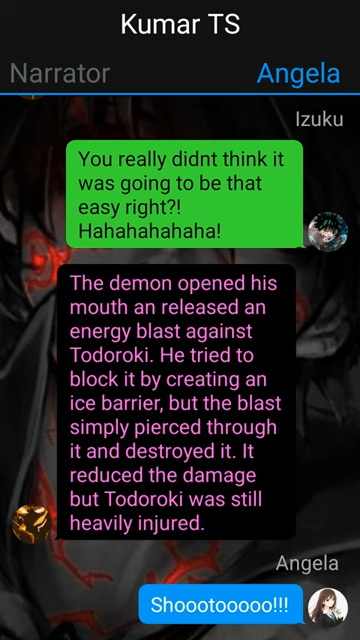 Kumar TS
Narrator
Angela
Izuku
You really didnt think it
was going to be that
easy right?!
Hahahahahaha!
The demon opened his
mouth an released an
energy blast against
Todoroki. He tried to
block it by creating an
ice barrier, but the blast
simply pierced through
it and destroyed it. It
reduced the damage
but Todoroki was still
heavily injured.
Angela
Shoootooooo!!!